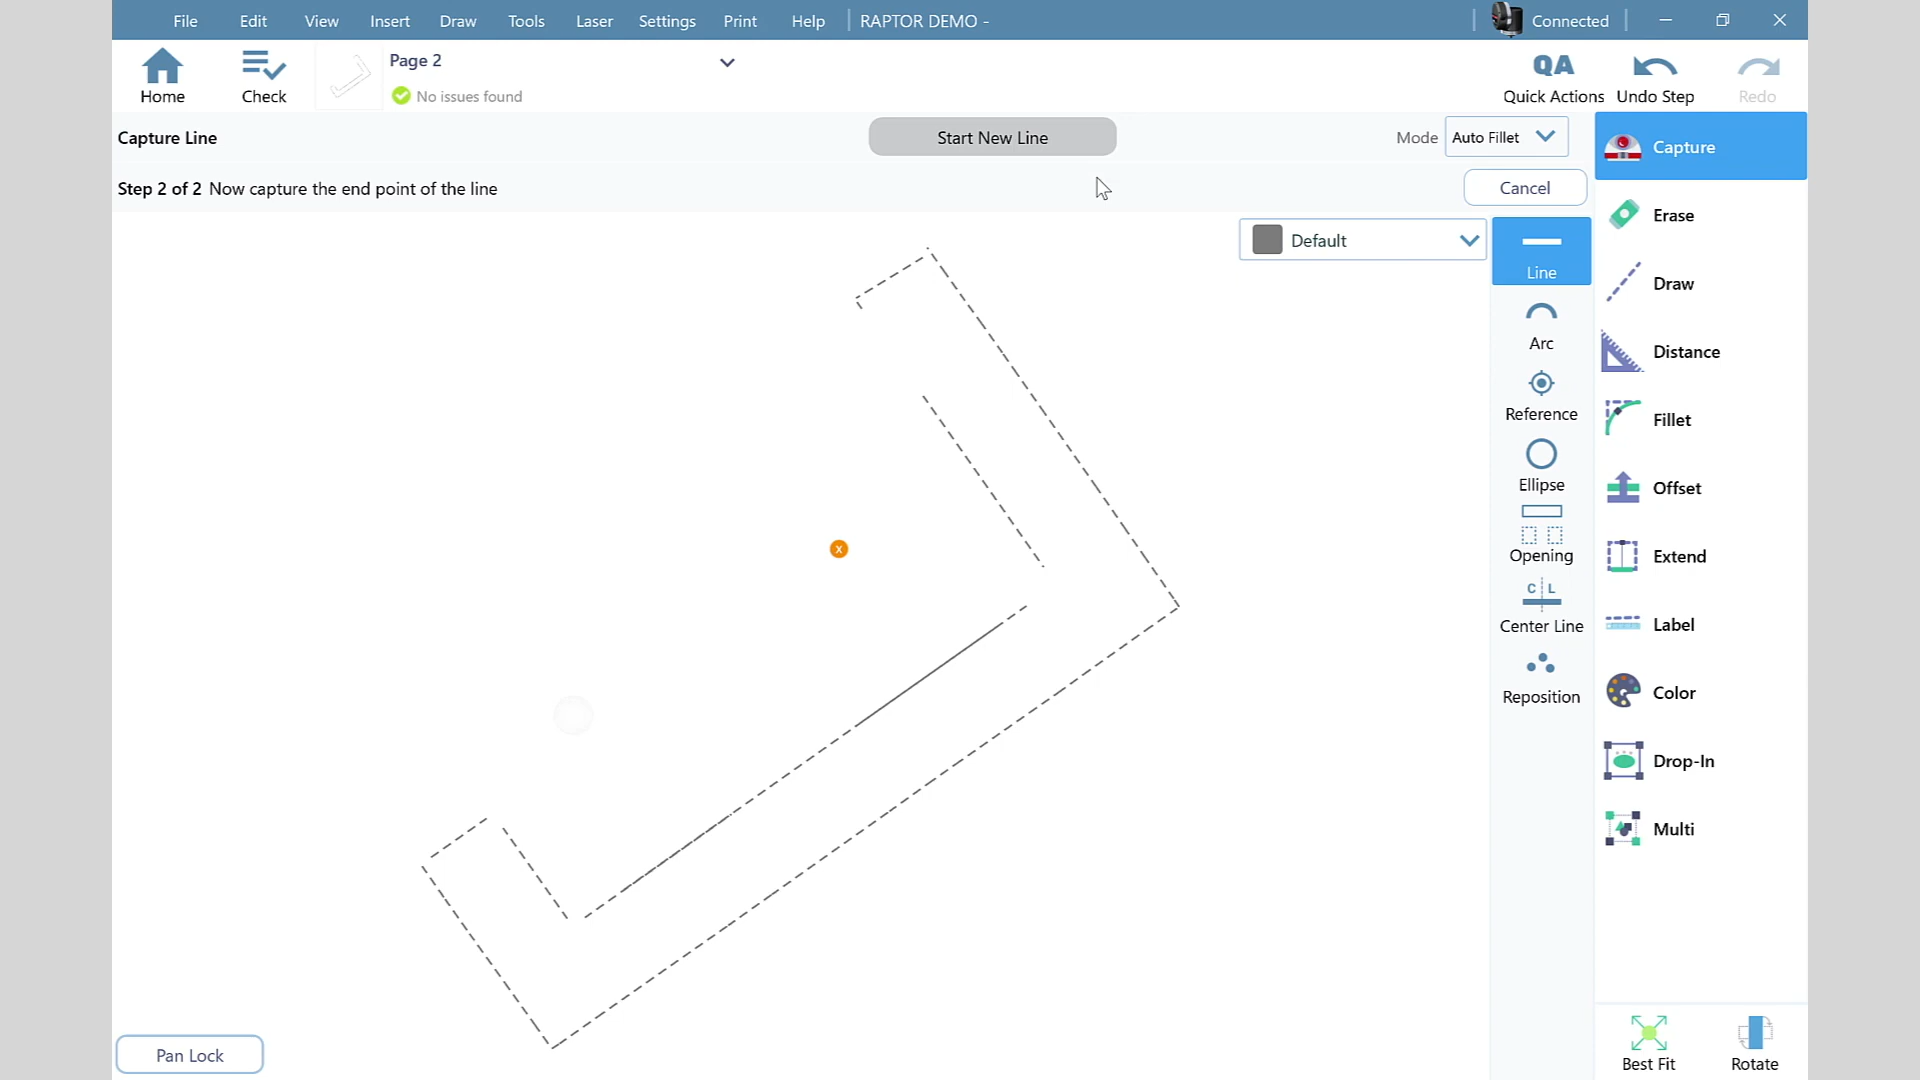 File Edit View Insert Draw Tools Laser Settings Print Help RAPTOR DEMO - Connected
Home
Check
Page 2
No issues found
QA
Quick Actions
Undo Step
Redo
Capture Line
Start New Line
Mode Auto Fillet
Step 2 of 2 Now capture the end point of the line
Cancel
Default
Line
Arc
Reference
Ellipse
Opening
C L
Center Line
Reposition
Capture
Erase
Draw
Distance
Fillet
Offset
Extend
Label
Color
Drop-In
Multi
x
Pan Lock
Best Fit
Rotate